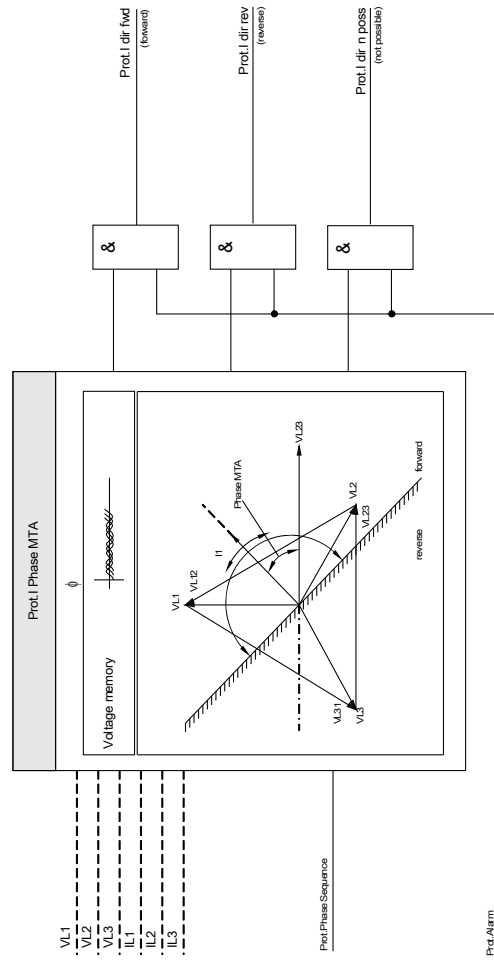 Prot.I Phase MTA
VL1
VL2
VL3
IL1
IL2
IL3
Prot.Phase Sequence
Prot.Alarm
ϕ
Voltage memory
VL1
VL12
I1
Phase MTA
VL23
VL2
VL23
VL31
VL3
forward
reverse
&
&
&
Prot.I dir fwd
(forward)
Prot.I dir rev
(reverse)
Prot.I dir n poss
(not possible)